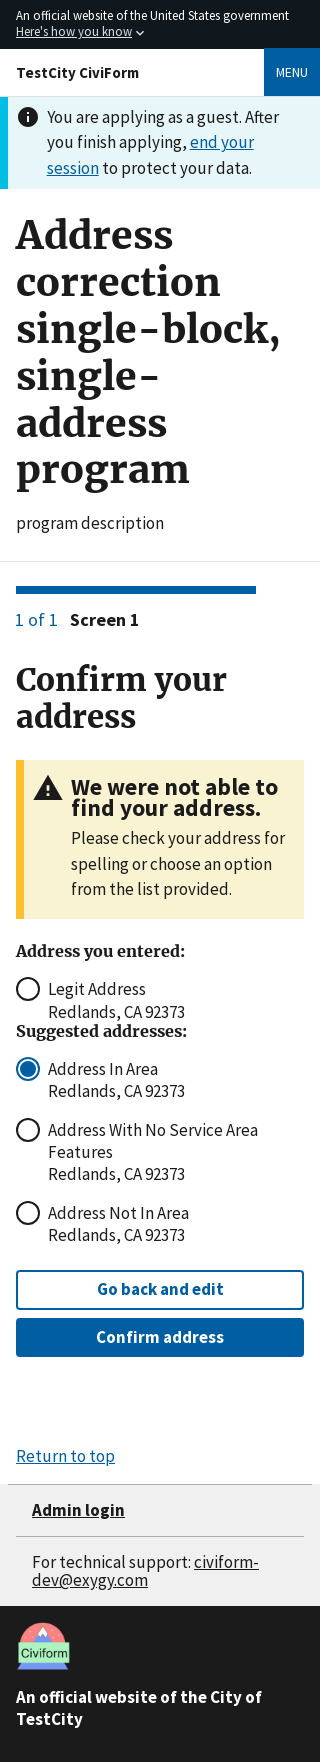 An official website of the United States government
Here's how you know
TestCity CiviForm
MENU
You are applying as a guest. After
you finish applying, end your
session to protect your data.
Address
correction
single-block,
single-
address
program
program description
1 of 1 Screen 1
Confirm your
address
We were not able to
find your address.
Please check your address for
spelling or choose an option
from the list provided.
Address you entered:
Legit Address
Redlands, CA 92373
Suggested addresses:
Address In Area
Redlands, CA 92373
Address With No Service Area
Features
Redlands, CA 92373
Address Not In Area
Redlands, CA 92373
Go back and edit
Confirm address
Return to top
Admin login
For technical support: civiform-
dev@exygy.com
Civiform
An official website of the City of
TestCity